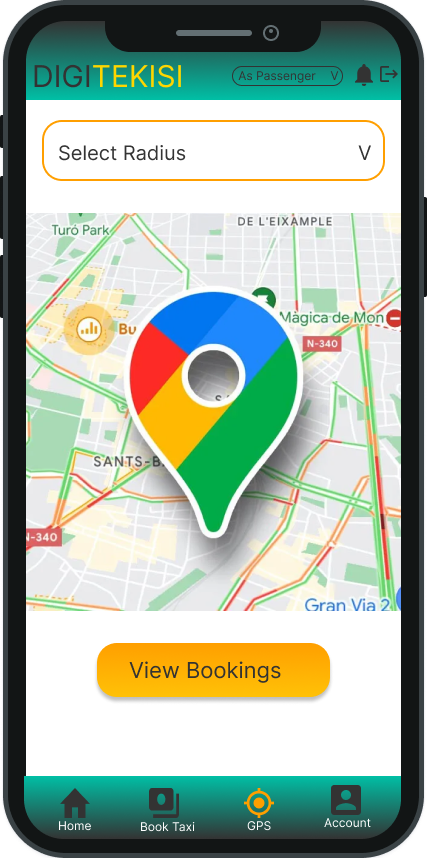 DIGITEKISI
As Passenger V
Select Radius V
DE L'EIXAMPLE
Turó Park
Màgica de Mon
Bu
N-340
SANTS-B
N-340
Gran Via 2
View Bookings
Home
Book Taxi
GPS
Account